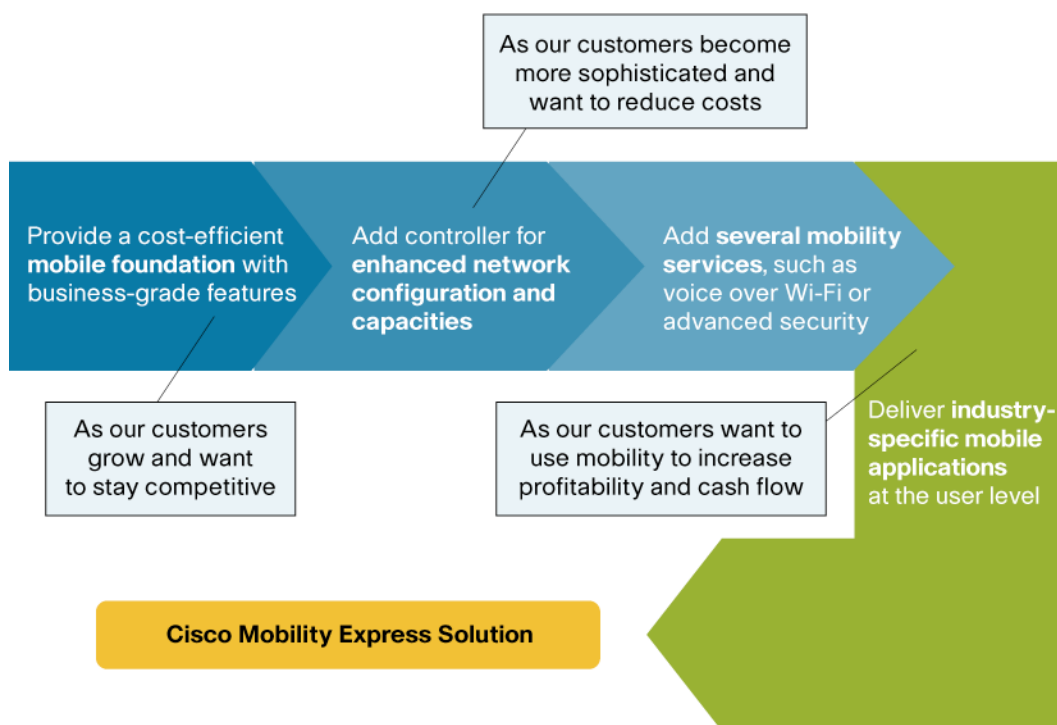 As our customers become
more sophisticated and
want to reduce costs
Provide a cost-efficient
mobile foundation with
business-grade features
Add controller for
enhanced network
configuration and
capacities
Add several mobility
services, such as
voice over Wi-Fi or
advanced security
As our customers
grow and want
to stay competitive
As our customers want to
use mobility to increase
profitability and cash flow
Deliver industry-
specific mobile
applications
at the user level
Cisco Mobility Express Solution